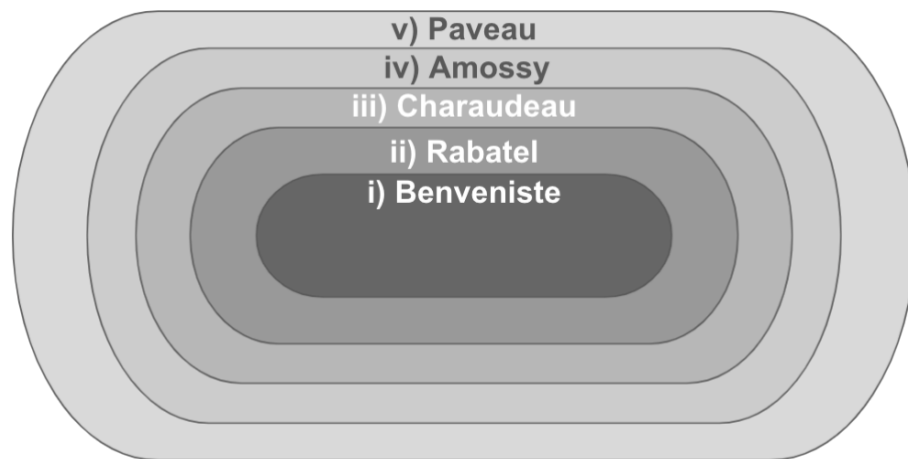 v) Paveau
iv) Amossy
iii) Charaudeau
ii) Rabatel
i) Benveniste